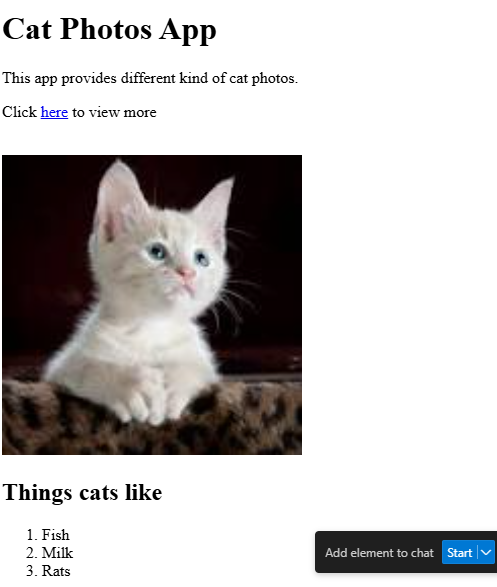 Cat Photos App
This app provides different kind of cat photos.
Click here to view more
Things cats like
1. Fish
2. Milk
3. Rats
Add element to chat Start